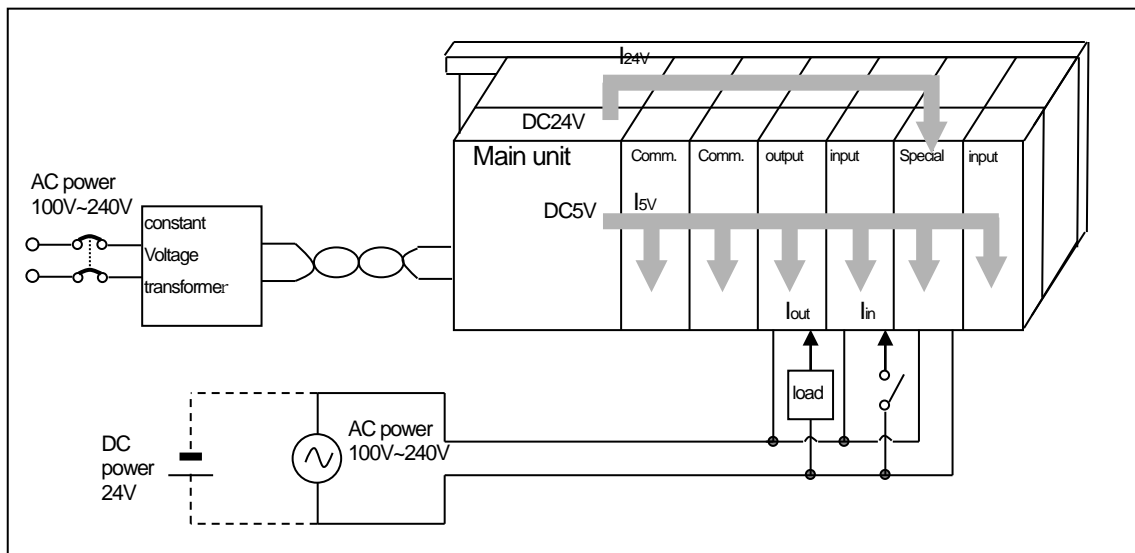 I24V
DC24V
Main unit
Comm.
Comm.
output
input
Special
input
AC power
100V~240V
constant
Voltage
transformer
DC5V
I5V
Iout
Iin
load
DC
power
24V
AC power
100V~240V